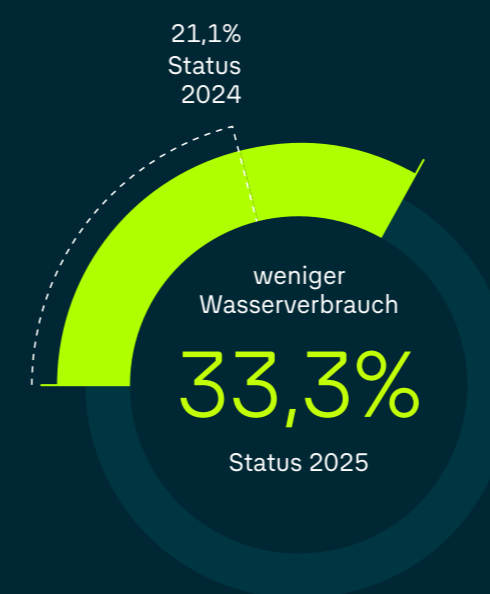 21,1%
Status
2024
weniger
Wasserverbrauch
33,3%
Status 2025